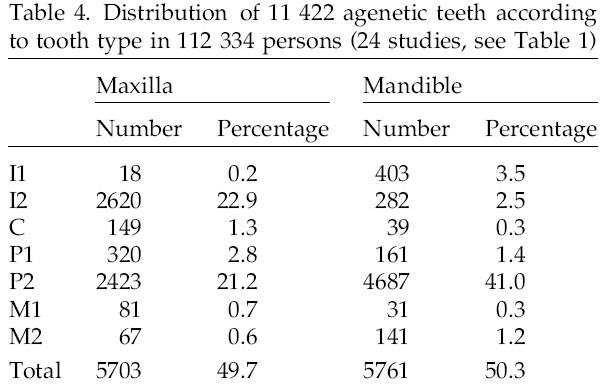 Table 4. Distribution of 11 422 agenetic teeth according
to tooth type in 112 334 persons (24 studies, see Table 1)
Maxilla Mandible
Number Percentage Number Percentage
I1 18 0.2 403 3.5
I2 2620 22.9 282 2.5
C 149 1.3 39 0.3
P1 320 2.8 161 1.4
P2 2423 21.2 4687 41.0
M1 81 0.7 31 0.3
M2 67 0.6 141 1.2
Total 5703 49.7 5761 50.3